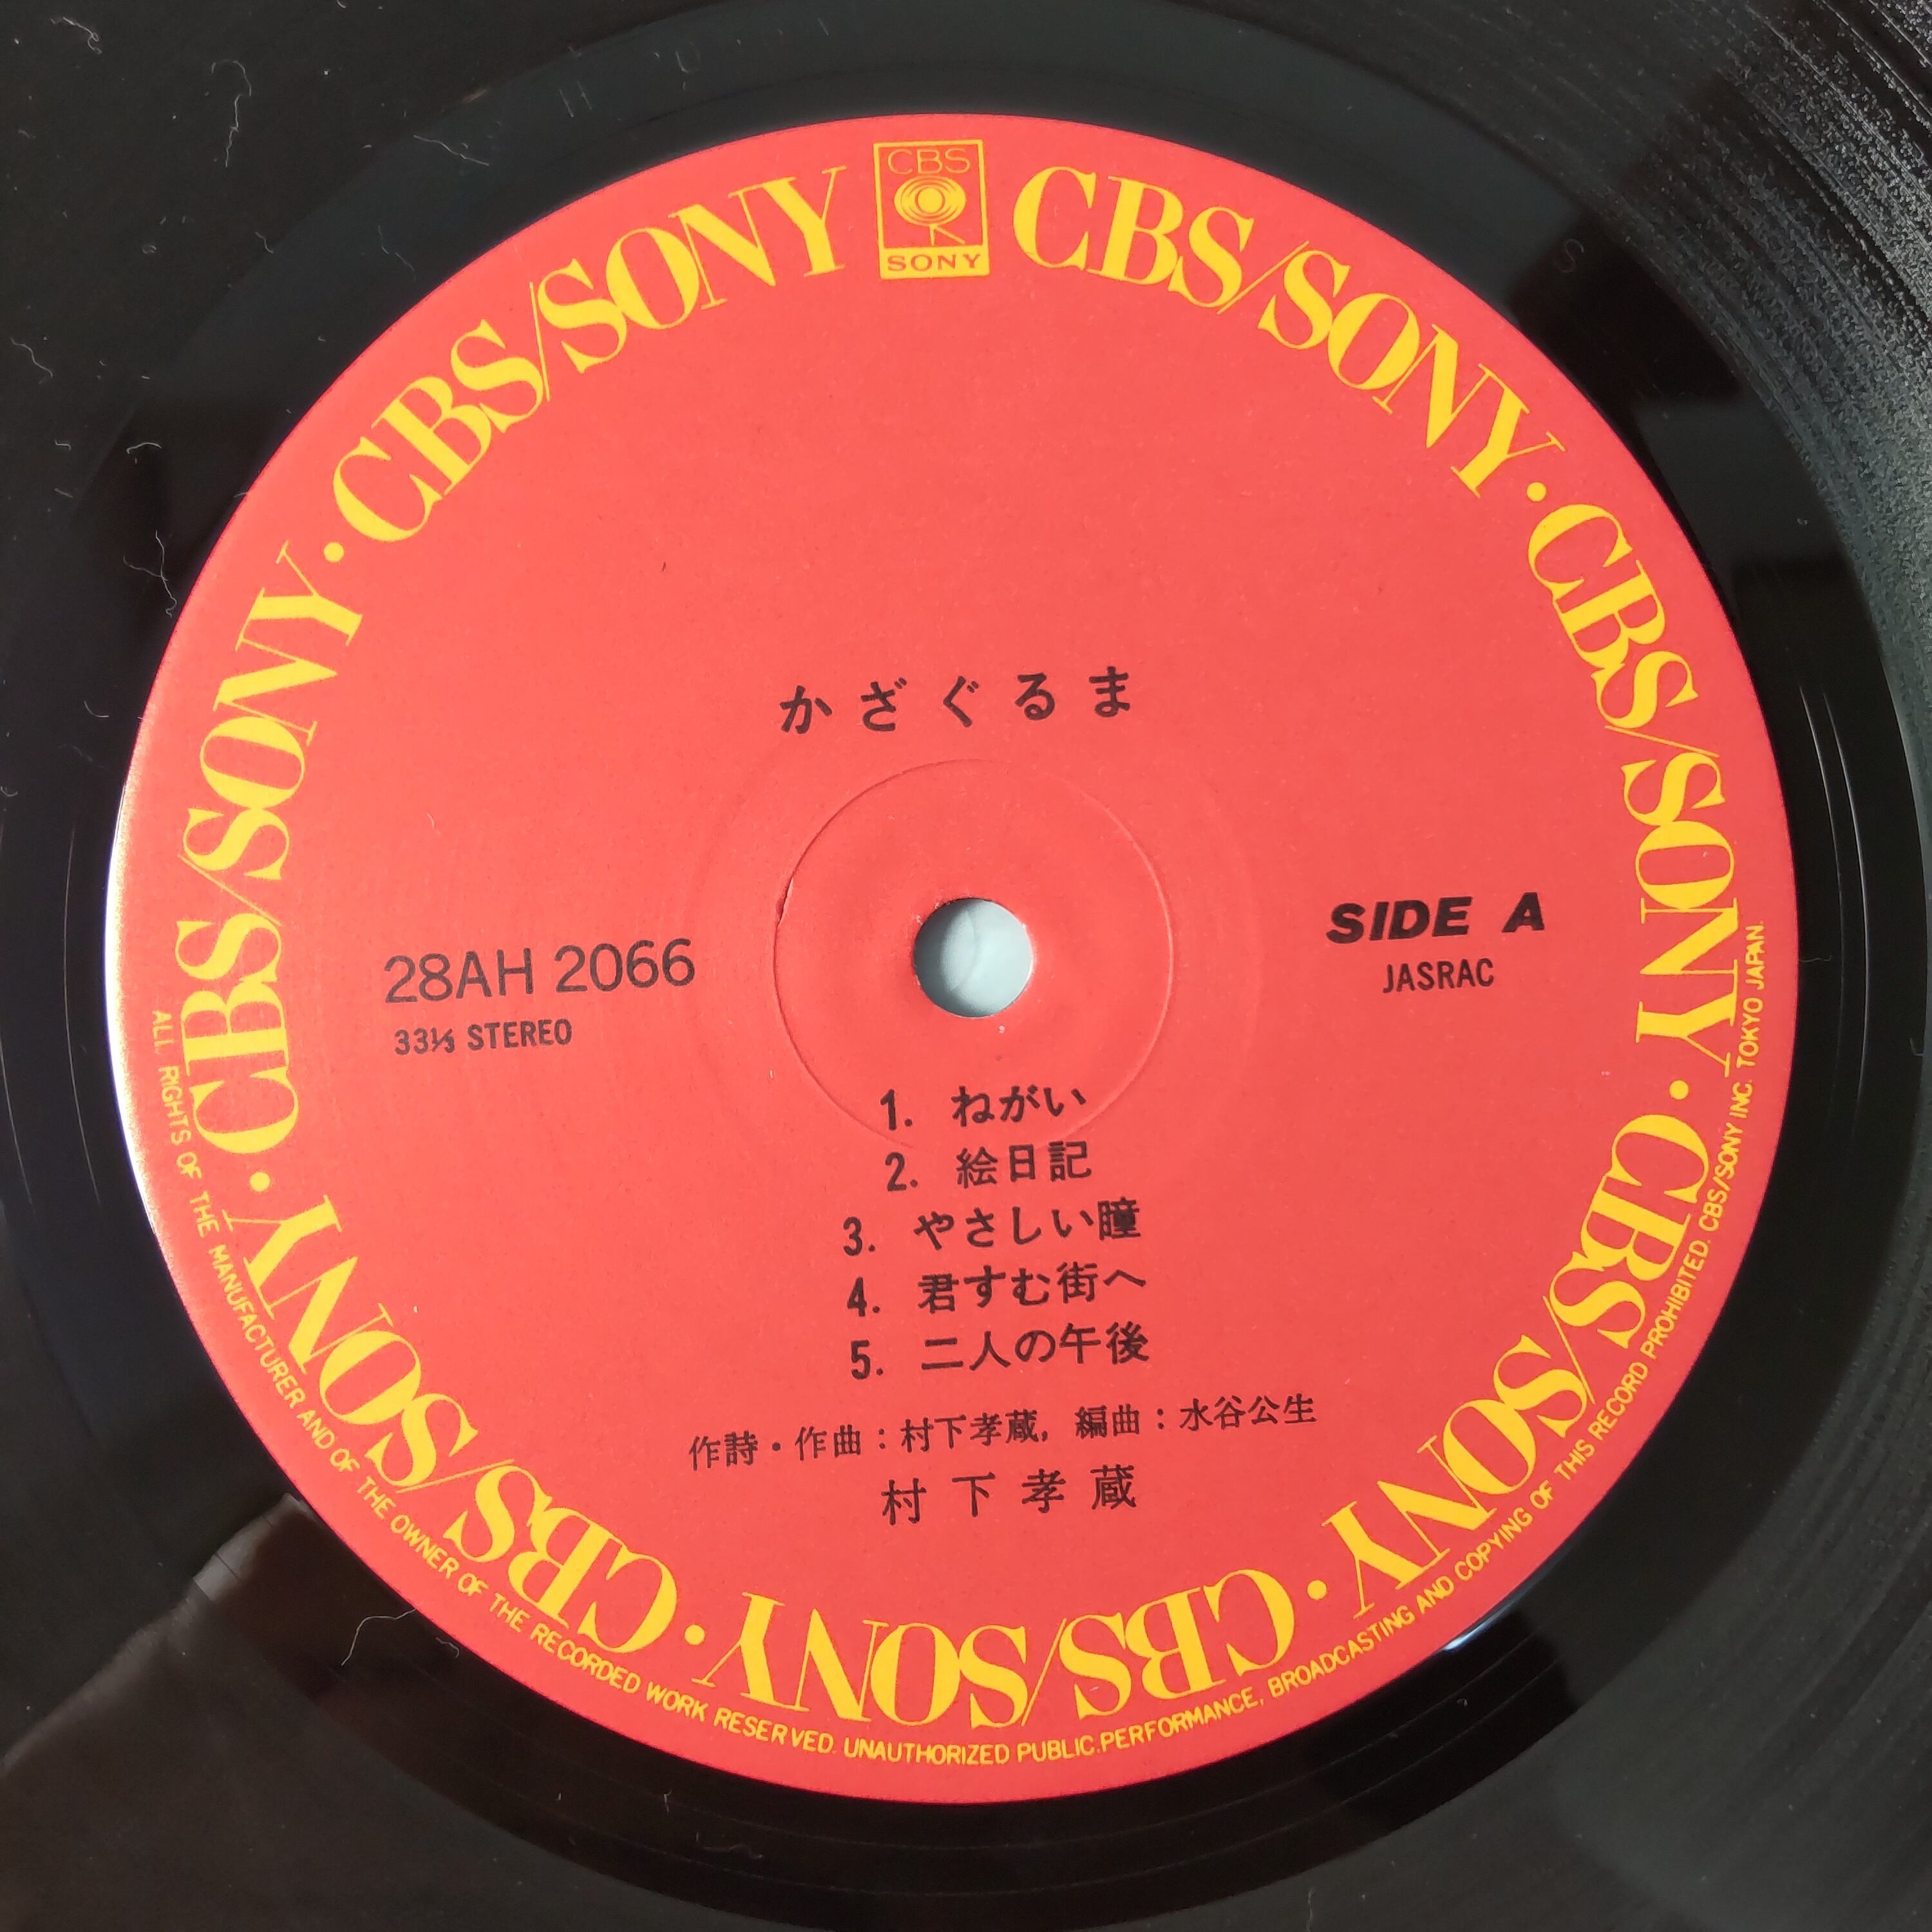 CBS
SONY
CBS/SONY · CBS/SONY · CBS/SONY · CBS/SONY · CBS/SONY · CBS/SONY · CBS/SONY
かざぐるま
28AH 2066
33⅓ STEREO
SIDE A
JASRAC
1. ねがい
2. 絵日記
3. やさしい瞳
4. 君すむ街へ
5. 二人の午後
作詩・作曲：村下孝蔵, 編曲：水谷公生
村下孝蔵
ALL RIGHTS OF THE MANUFACTURER AND OF THE OWNER OF THE RECORDED WORK RESERVED. UNAUTHORIZED PUBLIC.PERFORMANCE, BROADCASTING AND COPYING OF THIS RECORD PROHIBITED. CBS/SONY INC. TOKYO JAPAN